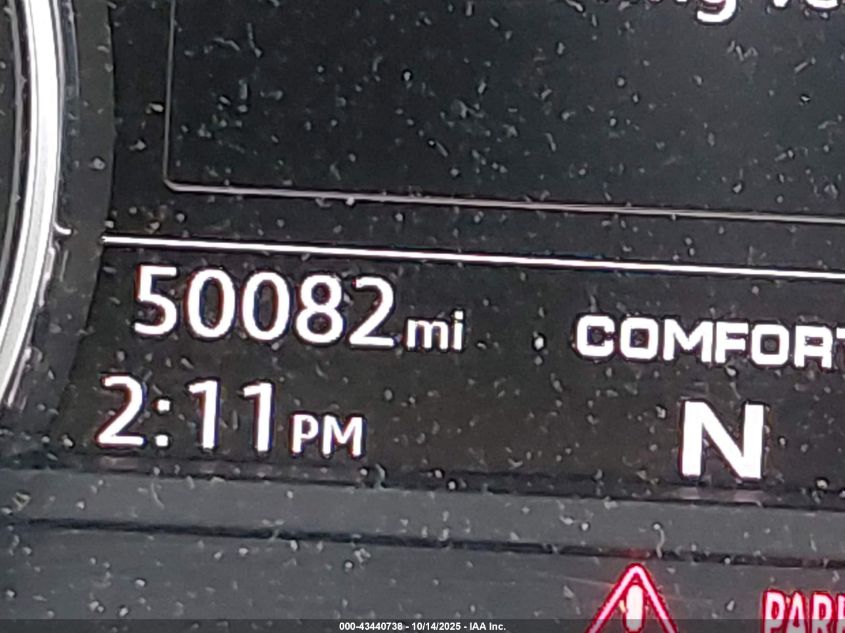 50082 mi
COMFORT
2:11 PM
N
000-43440738 - 10/14/2025 - IAA Inc.